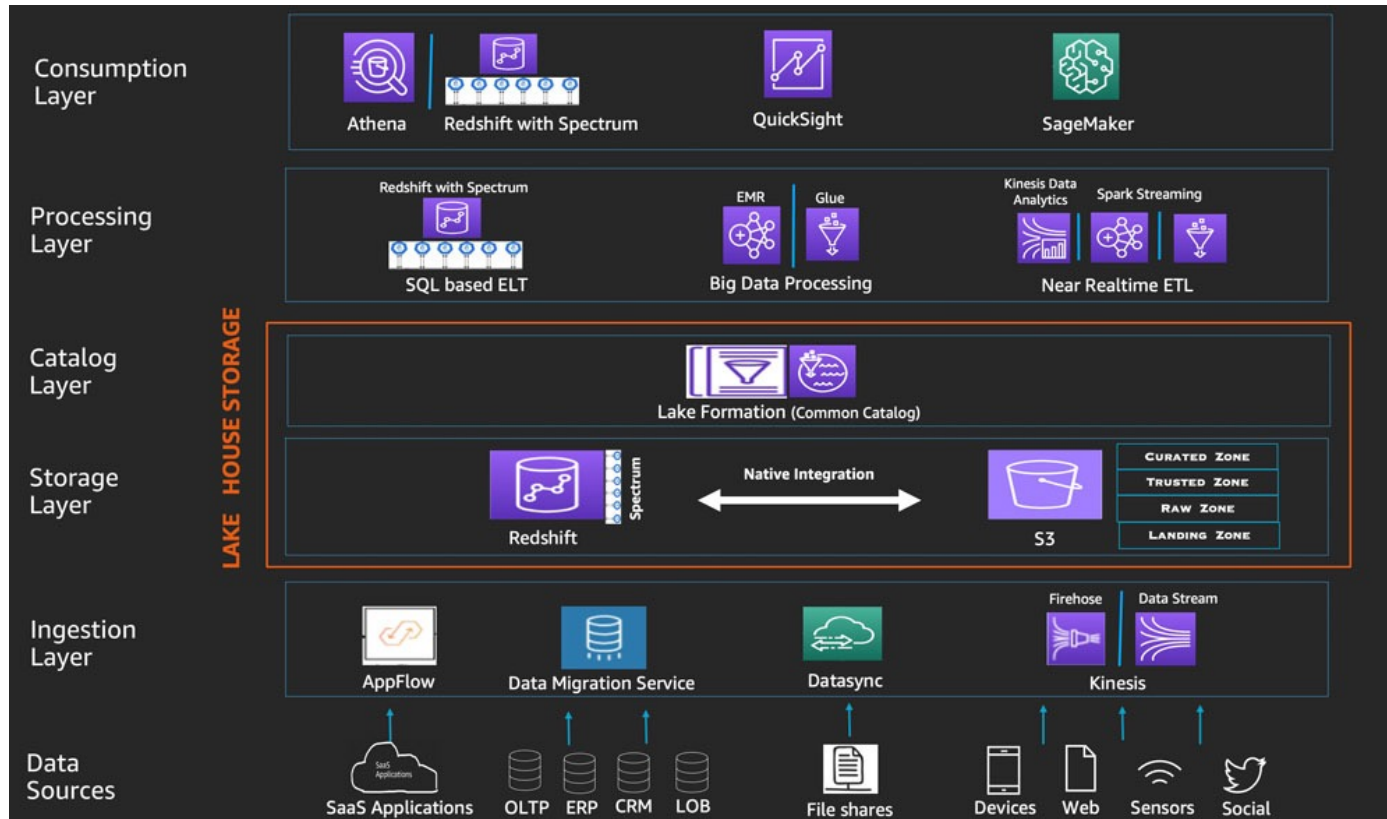 Consumption
Layer
Athena
Redshift with Spectrum
QuickSight
SageMaker
Processing
Layer
Redshift with Spectrum
SQL based ELT
EMR
Glue
Big Data Processing
Kinesis Data
Analytics
Spark Streaming
Near Realtime ETL
LAKE HOUSE STORAGE
Catalog
Layer
Lake Formation (Common Catalog)
Storage
Layer
Redshift
Spectrum
Native Integration
S3
CURATED ZONE
TRUSTED ZONE
RAW ZONE
LANDING ZONE
Ingestion
Layer
AppFlow
Data Migration Service
Datasync
Firehose
Data Stream
Kinesis
Data
Sources
SaaS
Applications
SaaS Applications
OLTP
ERP
CRM
LOB
File shares
Devices
Web
Sensors
Social